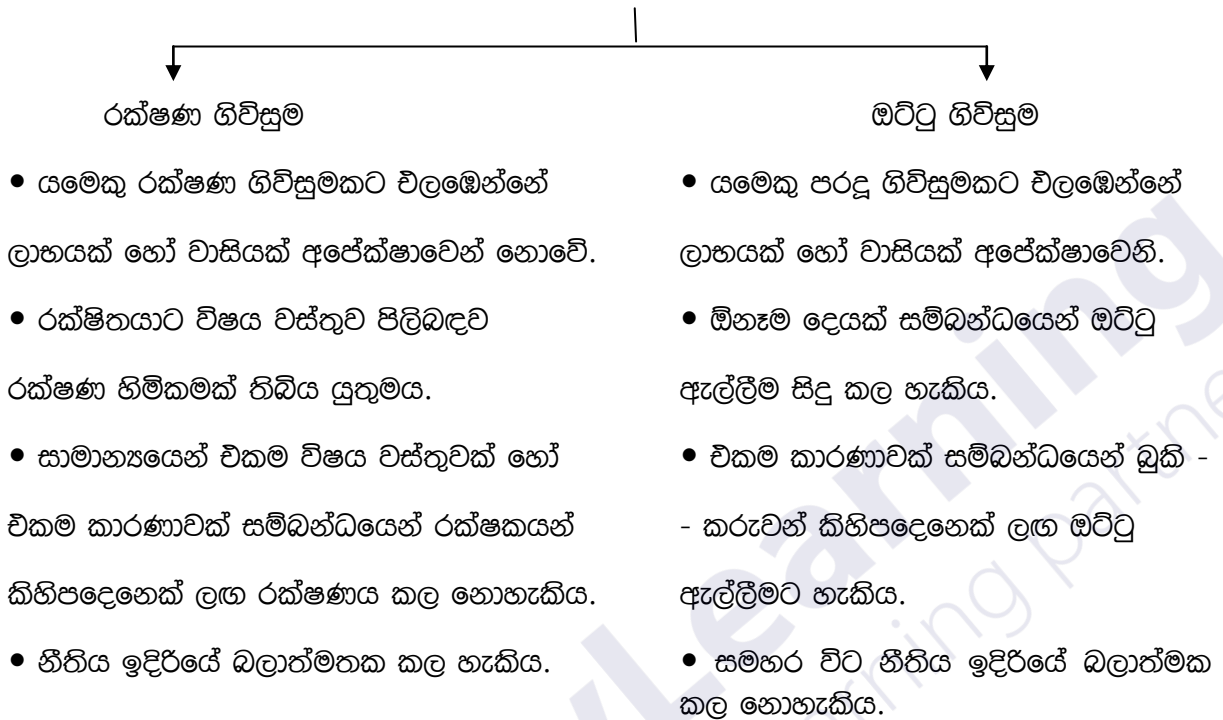 රක්ෂණ ගිවිසුම
• යමෙකු රක්ෂණ ගිවිසුමකට එලඹෙන්නේ
ලාභයක් හෝ වාසියක් අපේක්ෂාවෙන් නොවේ.
• රක්ෂිතයාට විෂය වස්තුව පිලිබඳව
රක්ෂණ හිමිකමක් තිබිය යුතුමය.
• සාමාන්‍යයෙන් එකම විෂය වස්තුවක් හෝ
එකම කාරණාවක් සම්බන්ධයෙන් රක්ෂකයන්
කිහිපදෙනෙක් ලඟ රක්ෂණය කල නොහැකිය.
• නීතිය ඉදිරියේ බලාත්මතක කල හැකිය.
ඔට්ටු ගිවිසුම
• යමෙකු පරදූ ගිවිසුමකට එලඹෙන්නේ
ලාභයක් හෝ වාසියක් අපේක්ෂාවෙනි.
• ඕනෑම දෙයක් සම්බන්ධයෙන් ඔට්ටු
ඇල්ලීම සිදු කල හැකිය.
• එකම කාරණාවක් සම්බන්ධයෙන් බුකි -
- කරුවන් කිහිපදෙනෙක් ලඟ ඔට්ටු
ඇල්ලීමට හැකිය.
• සමහර විට නීතිය ඉදිරියේ බලාත්මක
කල නොහැකිය.